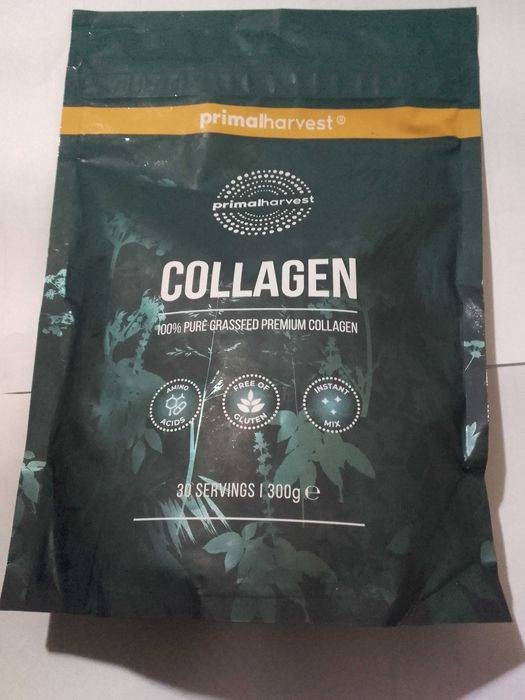 primalharvest®
primalharvest
COLLAGEN
100% PURE GRASSFED PREMIUM COLLAGEN
AMINO
ACIDS
FREE OF
GLUTEN
INSTANT
MIX
30 SERVINGS | 300g ℮